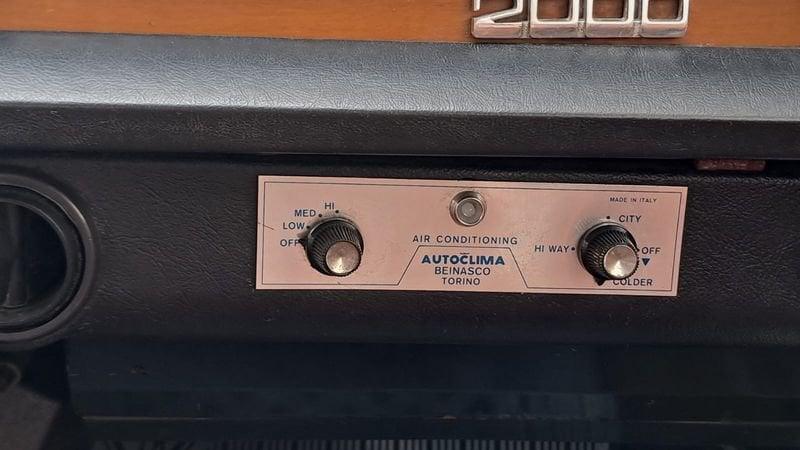 2000
MADE IN ITALY
HI
MED
LOW
OFF
AIR CONDITIONING
AUTOCLIMA
BEINASCO
TORINO
CITY
HI WAY
OFF
COLDER